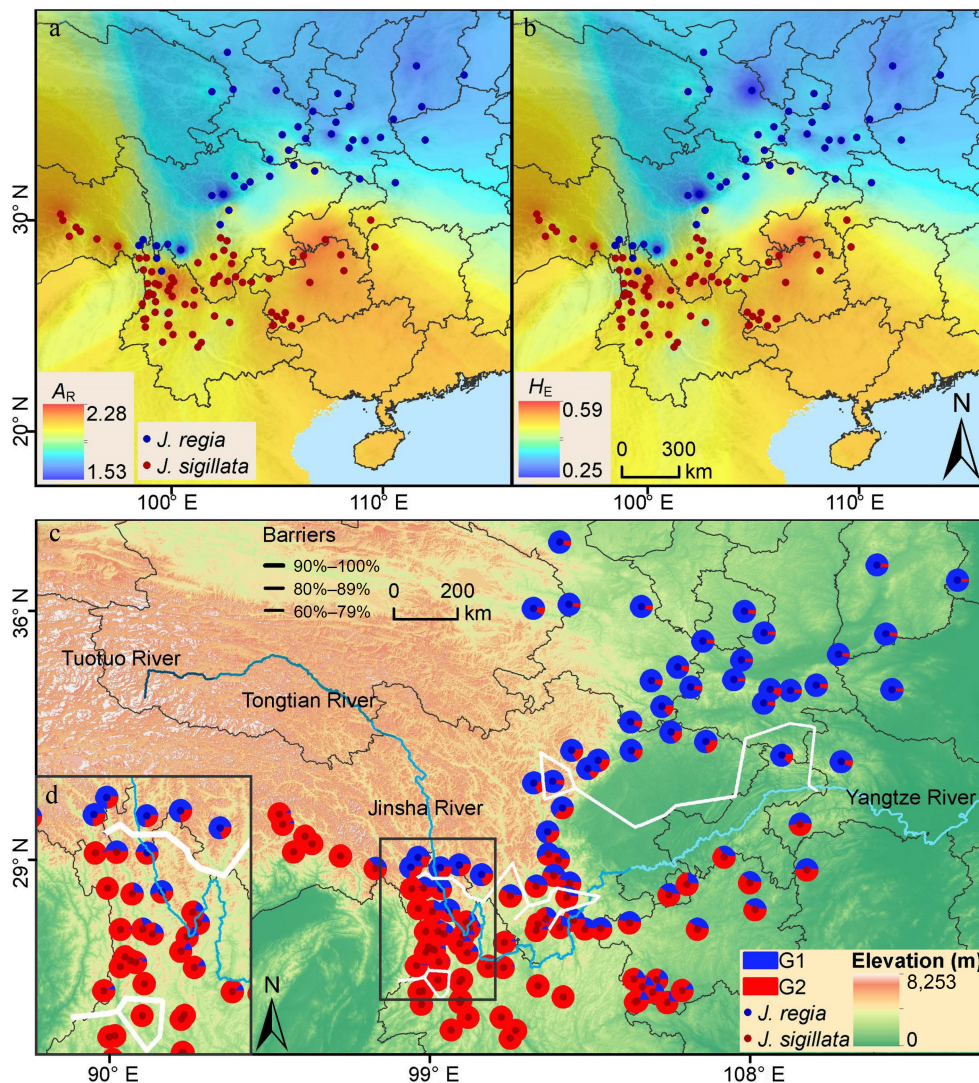 a
b
30° N
20° N
A_R
2.28
1.53
J. regia
J. sigillata
H_E
0.59
0.25
0 300
km
N
100° E
110° E
100° E
110° E
c
Barriers
90%–100%
80%–89%
60%–79%
0 200
km
36° N
29° N
Tuotuo River
Tongtian River
Jinsha River
Yangtze River
d
N
G1
G2
J. regia
J. sigillata
Elevation (m)
8,253
0
90° E
99° E
108° E